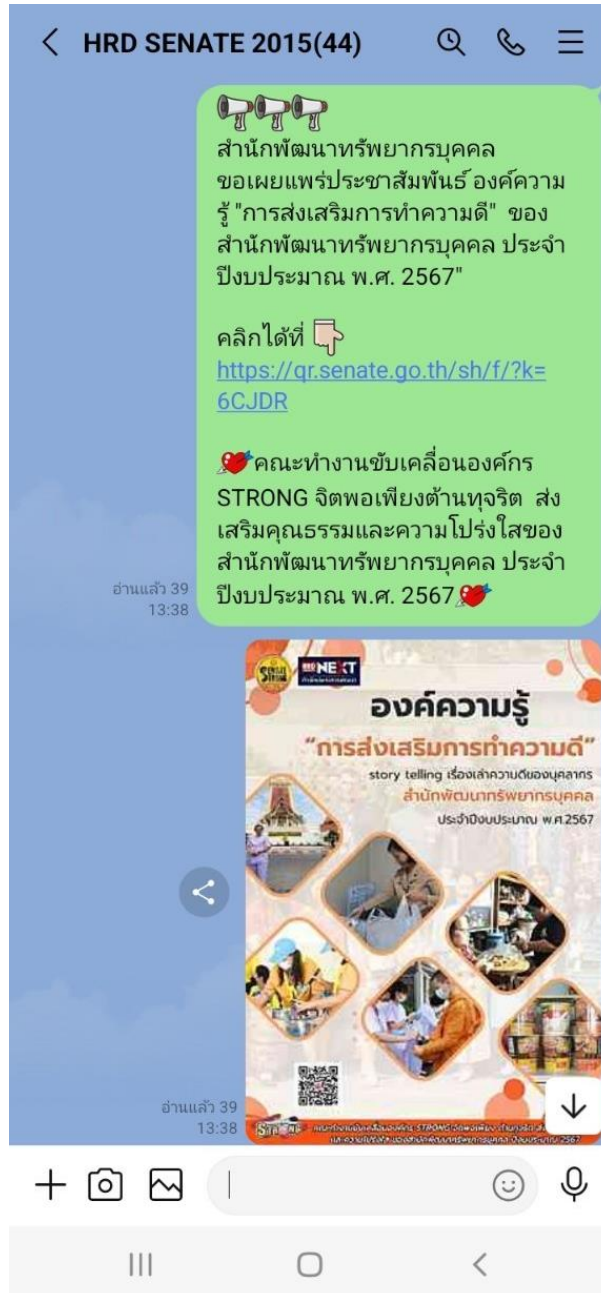 HRD SENATE 2015(44)
สำนักพัฒนาทรัพยากรบุคคล
ขอเผยแพร่ประชาสัมพันธ์ องค์ความ
รู้ "การส่งเสริมการทำความดี" ของ
สำนักพัฒนาทรัพยากรบุคคล ประจำ
ปีงบประมาณ พ.ศ. 2567"
คลิกได้ที่
https://qr.senate.go.th/sh/f/?k=
6CJDR
คณะทำงานขับเคลื่อนองค์กร
STRONG จิตพอเพียงต้านทุจริต ส่ง
เสริมคุณธรรมและความโปร่งใสของ
สำนักพัฒนาทรัพยากรบุคคล ประจำ
ปีงบประมาณ พ.ศ. 2567
อ่านแล้ว 39
13:38
NEXT
องค์ความรู้
"การส่งเสริมการทำความดี"
story telling เรื่องเล่าความดีของบุคลากร
สำนักพัฒนาทรัพยากรบุคคล
ประจำปีงบประมาณ พ.ศ.2567
อ่านแล้ว 39
13:38